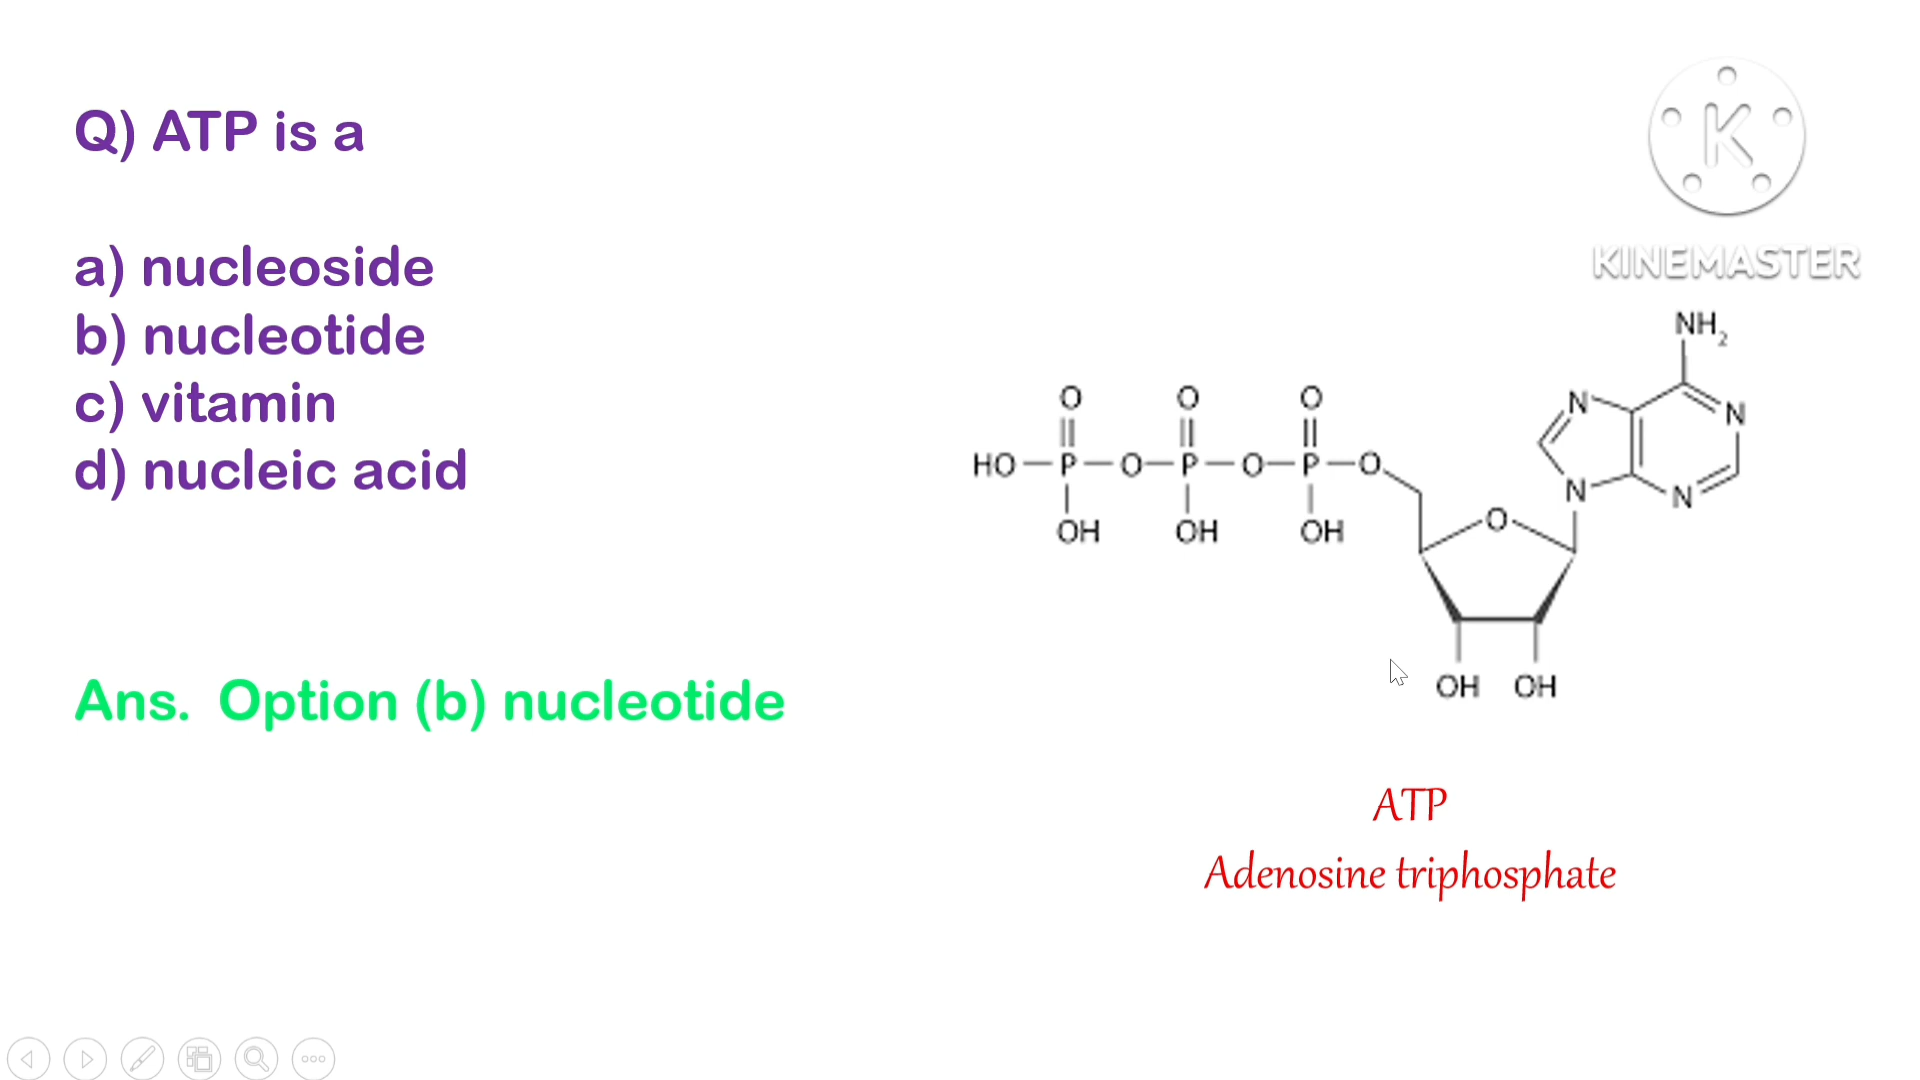 Q) ATP is a
a) nucleoside
b) nucleotide
c) vitamin
d) nucleic acid
Ans. Option (b) nucleotide
K
KINEMASTER
NH₂
N
N
N
N
O
O
O
HO P O P O P O
OH OH OH
O
OH OH
ATP
Adenosine triphosphate